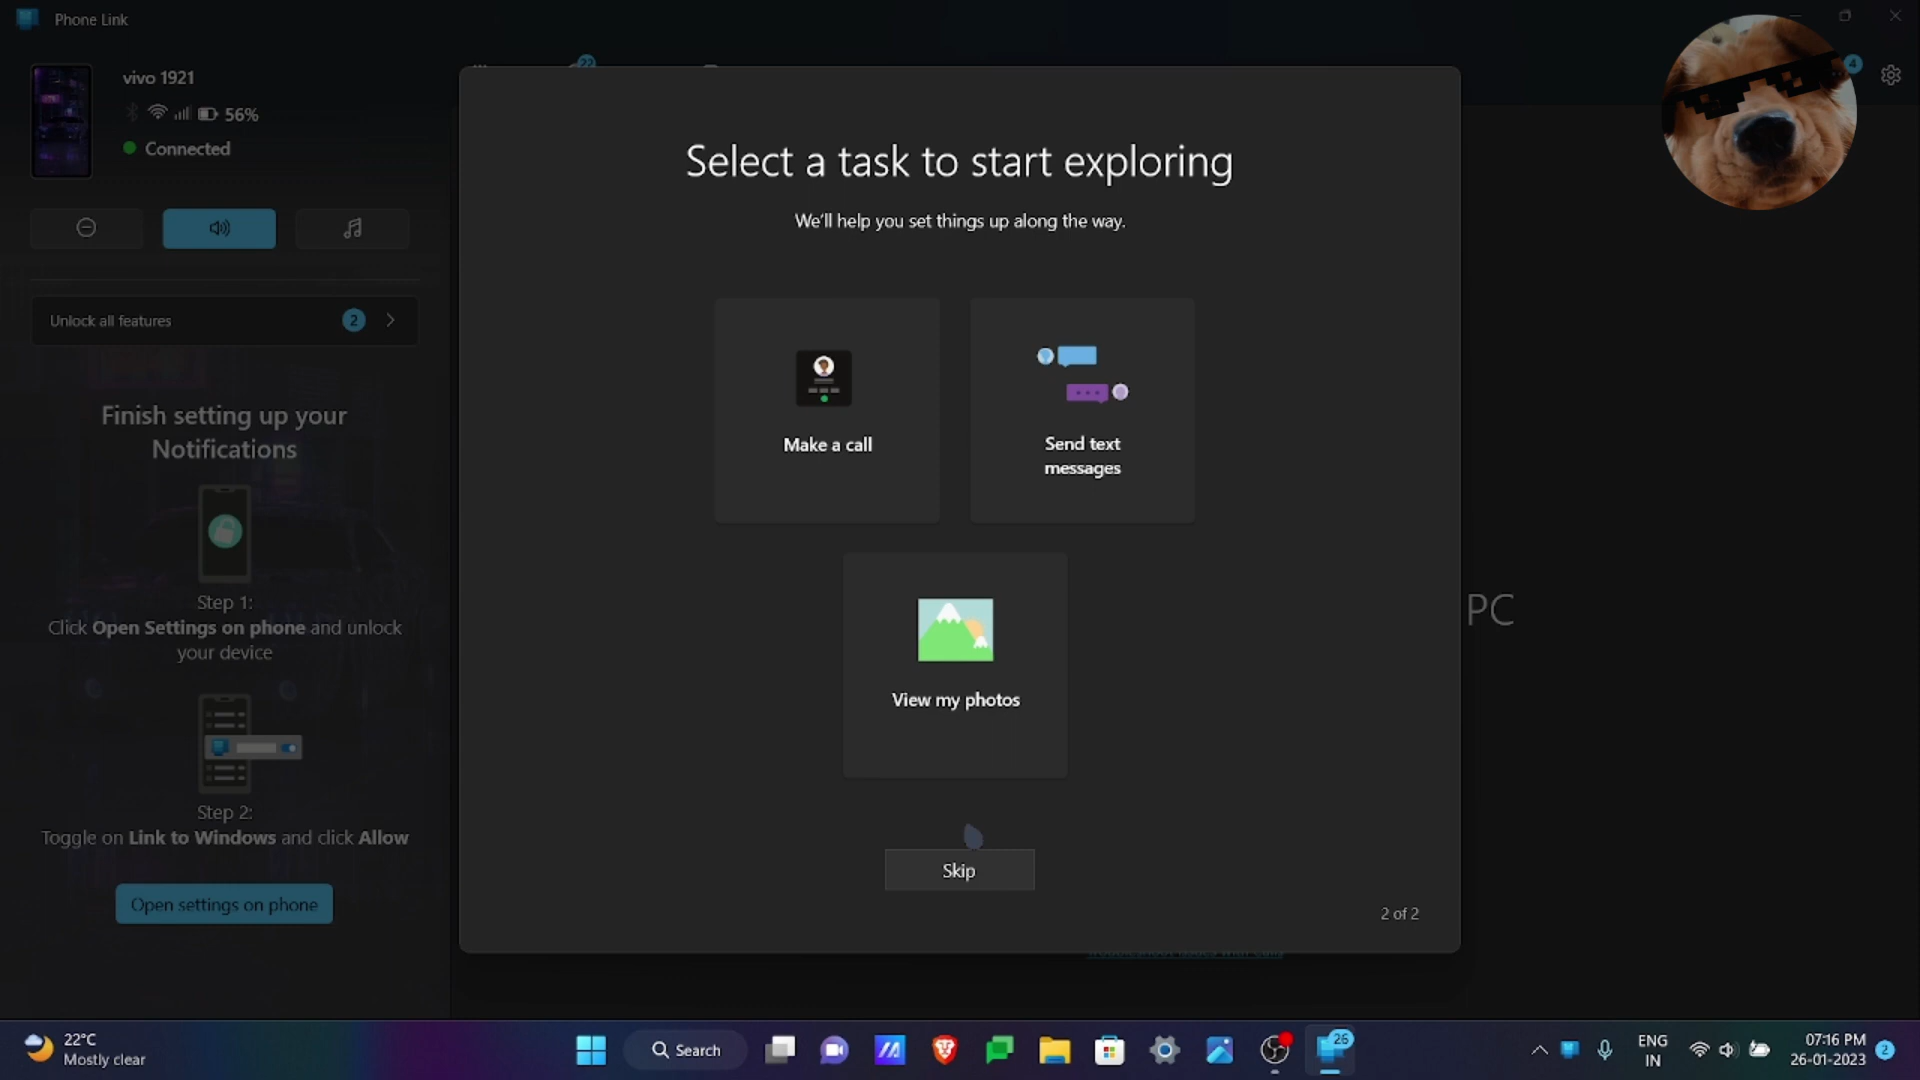 Phone Link
vivo 1921
56%
Connected
22
4
Unlock all features 2
Finish setting up your
Notifications
Step 1:
Click Open Settings on phone and unlock
your device
Step 2:
Toggle on Link to Windows and click Allow
Open settings on phone
Select a task to start exploring
We'll help you set things up along the way.
Make a call
Send text
messages
View my photos
Skip
2 of 2
PC
22°C
Mostly clear
Search
26
ENG
IN
07:16 PM
26-01-2023
2